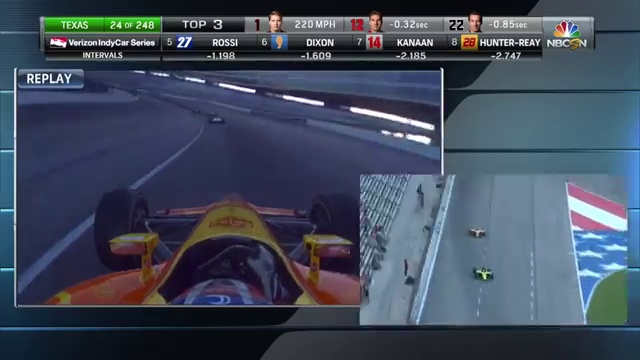 TEXAS 24 OF 248 TOP 3 1 220 MPH 12 -0.32SEC 22 -0.85SEC
Verizon IndyCar Series 5 27 ROSSI 6 9 DIXON 7 14 KANAAN 8 28 HUNTER-REAY NBCSN
INTERVALS -1.198 -1.609 -2.185 -2.747
REPLAY